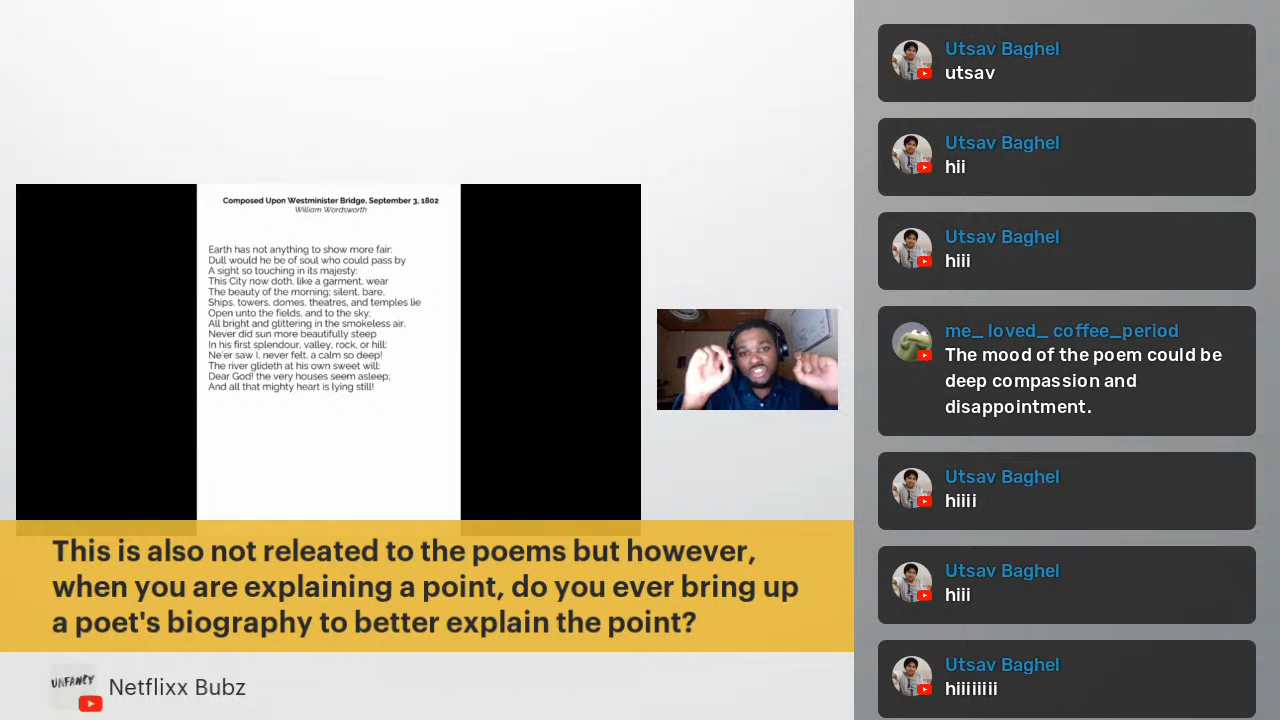 Composed Upon Westminister Bridge, September 3, 1802
William Wordsworth
Earth has not anything to show more fair:
Dull would he be of soul who could pass by
A sight so touching in its majesty:
This City now doth, like a garment, wear
The beauty of the morning; silent, bare,
Ships, towers, domes, theatres, and temples lie
Open unto the fields, and to the sky;
All bright and glittering in the smokeless air.
Never did sun more beautifully steep
In his first splendour, valley, rock, or hill;
Ne'er saw I, never felt, a calm so deep!
The river glideth at his own sweet will:
Dear God! the very houses seem asleep;
And all that mighty heart is lying still!
This is also not releated to the poems but however,
when you are explaining a point, do you ever bring up
a poet's biography to better explain the point?
UNFANCY
Netflixx Bubz
Utsav Baghel
utsav
Utsav Baghel
hii
Utsav Baghel
hiii
me_ loved_ coffee_period
The mood of the poem could be
deep compassion and
disappointment.
Utsav Baghel
hiiii
Utsav Baghel
hiii
Utsav Baghel
hiiiiiiii